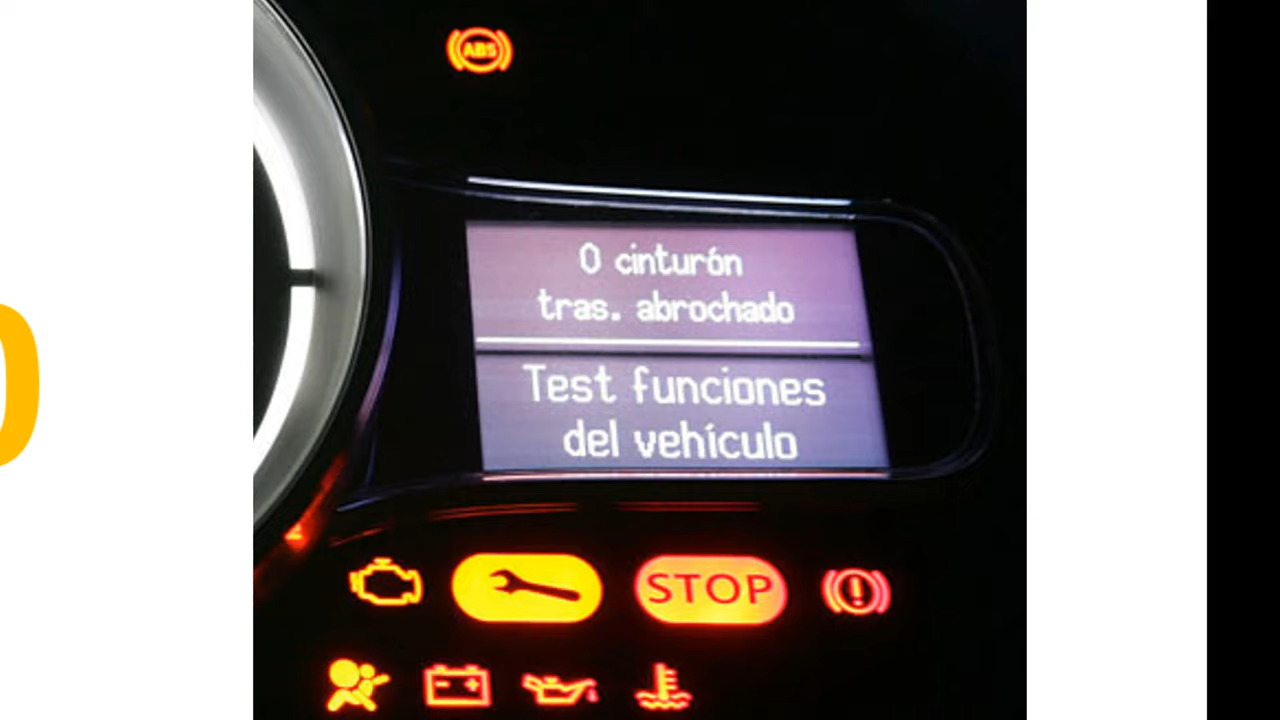 ABS
0 cinturón
tras. abrochado
Test funciones
del vehículo
STOP